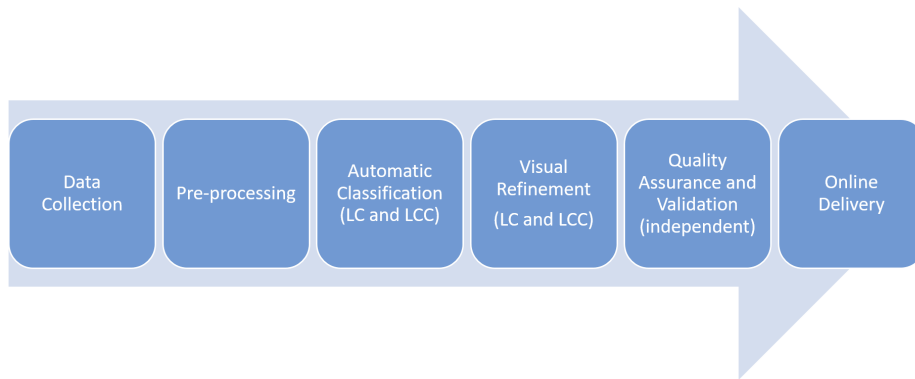 Data
Collection
Pre-processing
Automatic
Classification
(LC and LCC)
Visual
Refinement
(LC and LCC)
Quality
Assurance and
Validation
(independent)
Online
Delivery